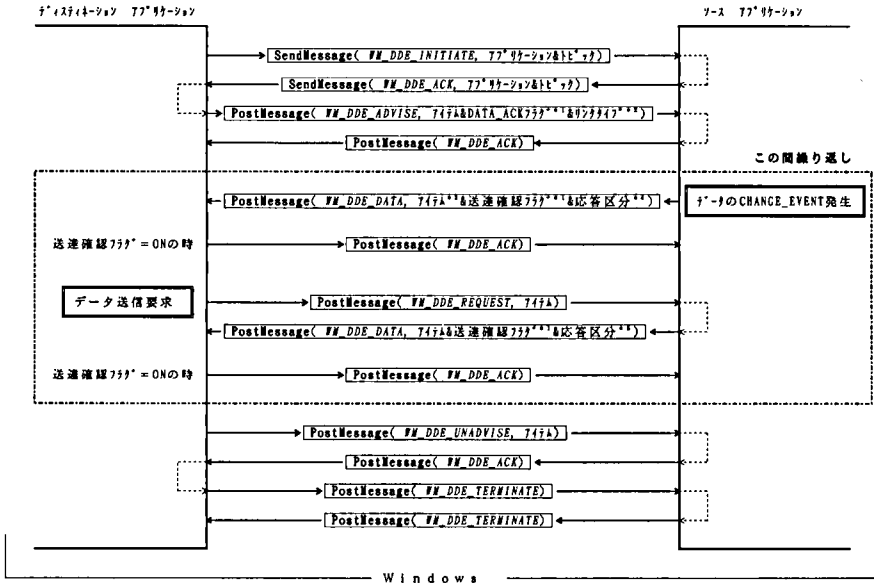 ﾃﾞｨｽﾃｨﾈｰｼｮﾝ ｱﾌﾟﾘｹｰｼｮﾝ
ｿｰｽ ｱﾌﾟﾘｹｰｼｮﾝ
SendMessage( WM_DDE_INITIATE, ｱﾌﾟﾘｹｰｼｮﾝ&ﾄﾋﾟｯｸ)
SendMessage( WM_DDE_ACK, ｱﾌﾟﾘｹｰｼｮﾝ&ﾄﾋﾟｯｸ)
PostMessage( WM_DDE_ADVISE, ｱｲﾃﾑ&DATA_ACKﾌﾗｸﾞ &ﾘﾝｸﾀｲﾌﾟ )
PostMessage( WM_DDE_ACK)
この間繰り返し
PostMessage( WM_DDE_DATA, ｱｲﾃﾑ &送達確認ﾌﾗｸﾞ &応答区分 )
ﾃﾞｰﾀのCHANGE_EVENT発生
送達確認ﾌﾗｸﾞ=ONの時
PostMessage( WM_DDE_ACK)
データ送信要求
PostMessage( WM_DDE_REQUEST, ｱｲﾃﾑ)
PostMessage( WM_DDE_DATA, ｱｲﾃﾑ&送達確認ﾌﾗｸﾞ &応答区分 )
送達確認ﾌﾗｸﾞ=ONの時
PostMessage( WM_DDE_ACK)
PostMessage( WM_DDE_UNADVISE, ｱｲﾃﾑ)
PostMessage( WM_DDE_ACK)
PostMessage( WM_DDE_TERMINATE)
PostMessage( WM_DDE_TERMINATE)
Windows